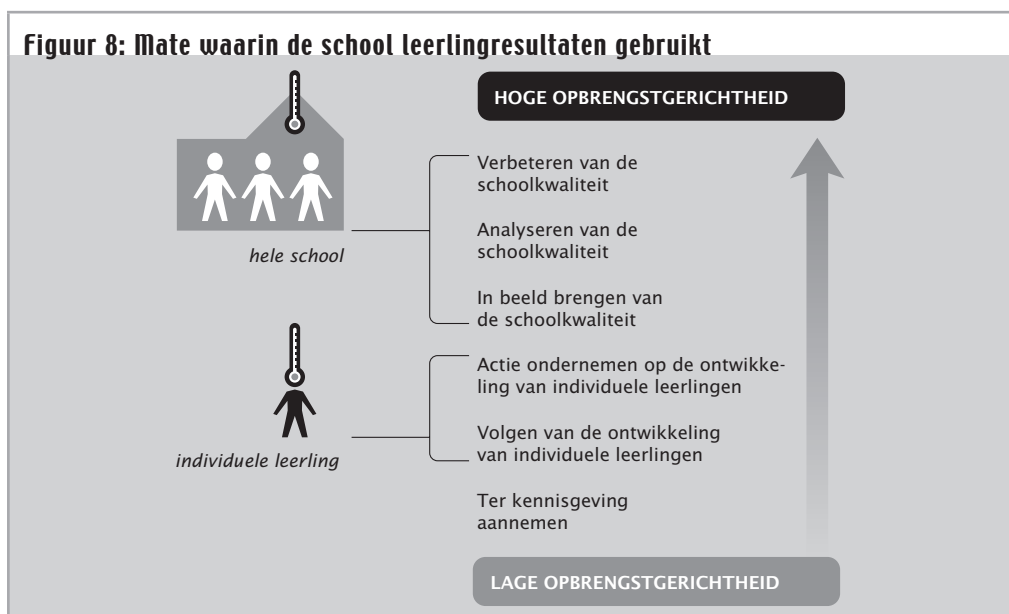 Figuur 8: Mate waarin de school leerlingresultaten gebruikt
HOGE OPBRENGSTGERICHTHEID
Verbeteren van de
schoolkwaliteit
Analyseren van de
schoolkwaliteit
hele school
In beeld brengen van
de schoolkwaliteit
Actie ondernemen op de ontwikke-
ling van individuele leerlingen
Volgen van de ontwikkeling
van individuele leerlingen
individuele leerling
Ter kennisgeving
aannemen
LAGE OPBRENGSTGERICHTHEID